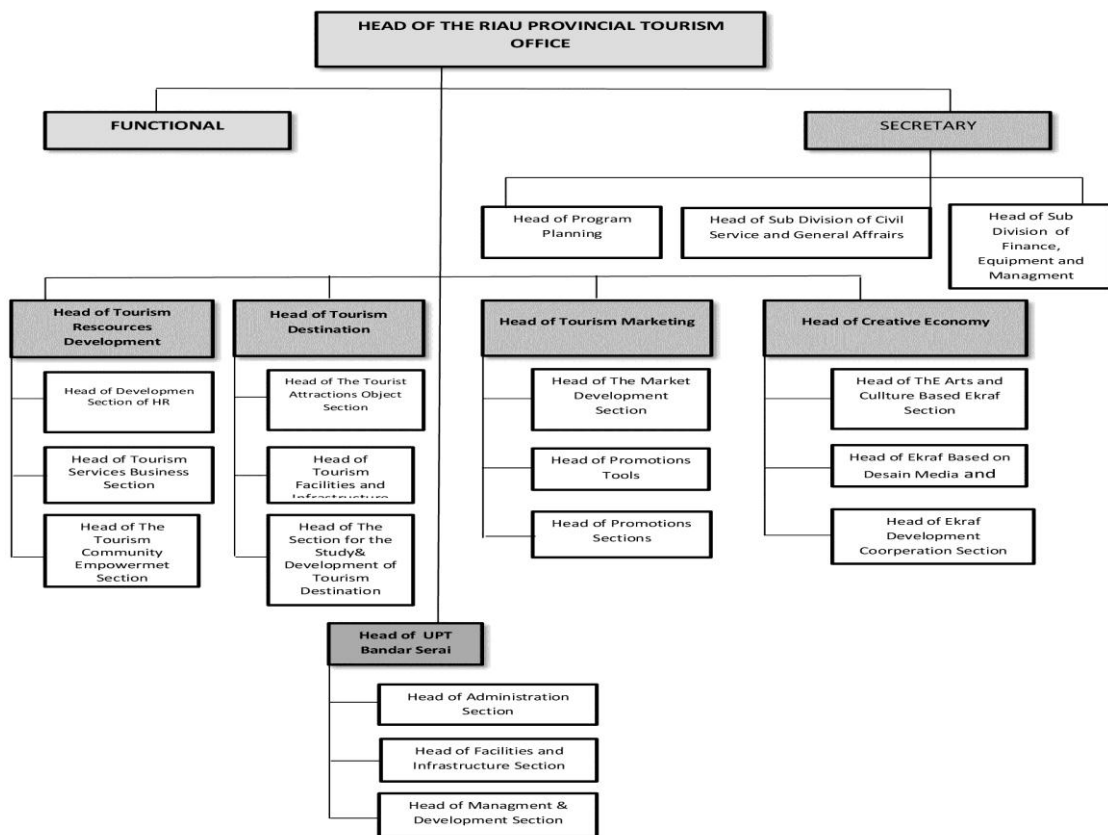 HEAD OF THE RIAU PROVINCIAL TOURISM
OFFICE
FUNCTIONAL
SECRETARY
Head of Program
Planning
Head of Sub Division of Civil
Service and General Affairs
Head of Sub
Division of
Finance,
Equipment and
Managment
Head of Tourism
Rescources
Development
Head of Developmen
Section of HR
Head of Tourism
Services Business
Section
Head of The
Tourism
Community
Empowermet
Section
Head of Tourism
Destination
Head of The Tourist
Attractions Object
Section
Head of
Tourism
Facilities and
Infrastructure
Head of The
Section for the
Study& 
Development of
Tourism
Destination
Head of Tourism Marketing
Head of The Market
Development
Section
Head of Promotions
Tools
Head of Promotions
Sections
Head of Creative Economy
Head of ThE Arts and
Cullture Based Ekraf
Section
Head of Ekraf Based on
Desain Media and
Head of Ekraf
Development
Coorperation Section
Head of UPT
Bandar Serai
Head of Administration
Section
Head of Facilities and
Infrastructure Section
Head of Managment &
Development Section